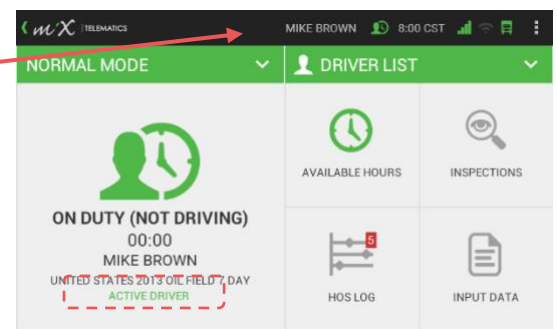 MiX TELEMATICS MIKE BROWN 8:00 CST
NORMAL MODE DRIVER LIST
AVAILABLE HOURS INSPECTIONS
ON DUTY (NOT DRIVING)
00:00
MIKE BROWN
UNITED STATES 2013 OIL FIELD 7 DAY
ACTIVE DRIVER
5
HOS LOG INPUT DATA